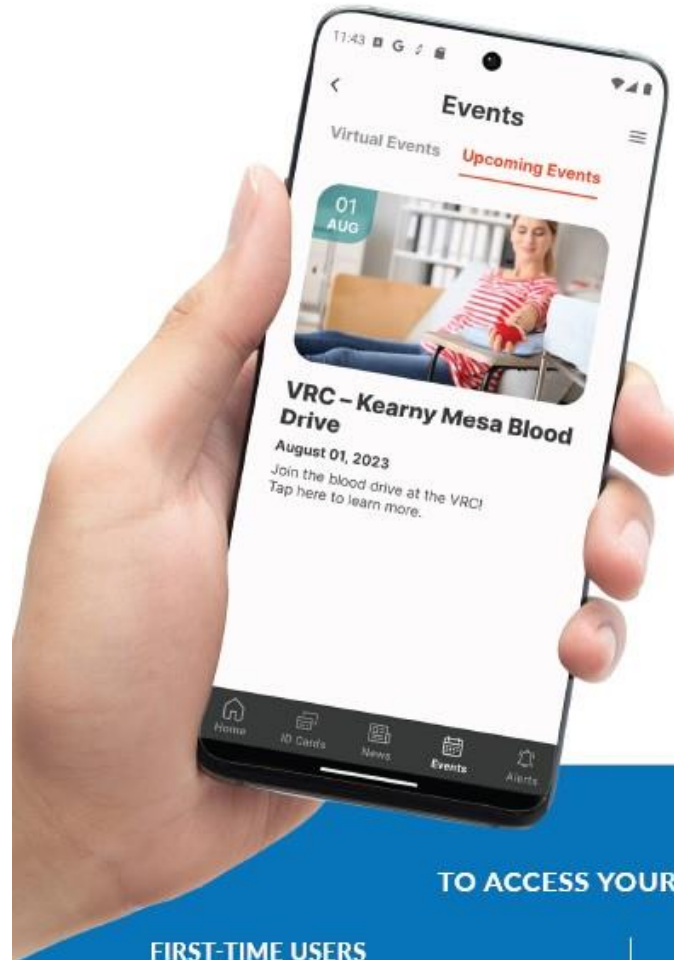 11:43
Events
Virtual Events
Upcoming Events
01
AUG
VRC – Kearny Mesa Blood
Drive
August 01, 2023
Join the blood drive at the VRC!
Tap here to learn more.
Home
ID Cards
News
Events
Alerts
TO ACCESS YOUR
FIRST-TIME USERS